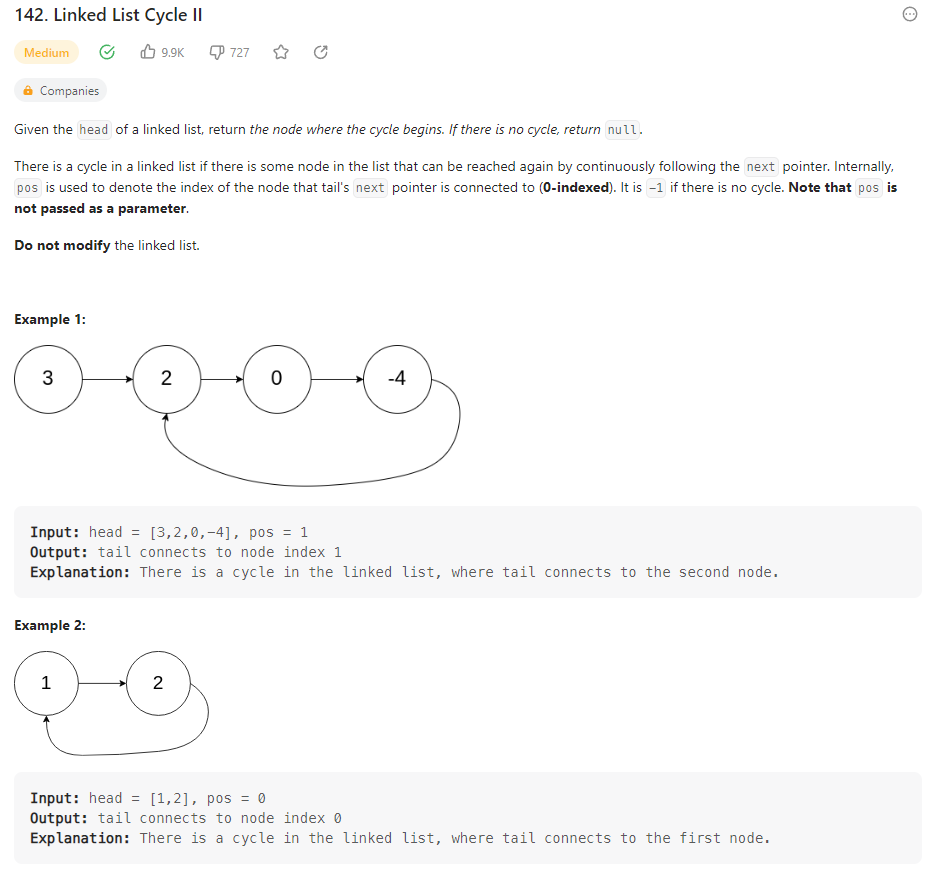 142. Linked List Cycle II
Medium 9.9K 727
Companies
Given the head of a linked list, return the node where the cycle begins. If there is no cycle, return null.
There is a cycle in a linked list if there is some node in the list that can be reached again by continuously following the next pointer. Internally,
pos is used to denote the index of the node that tail's next pointer is connected to (0-indexed). It is -1 if there is no cycle. Note that pos is
not passed as a parameter.
Do not modify the linked list.
Example 1:
3 2 0 -4
Input: head = [3,2,0,-4], pos = 1
Output: tail connects to node index 1
Explanation: There is a cycle in the linked list, where tail connects to the second node.
Example 2:
1 2
Input: head = [1,2], pos = 0
Output: tail connects to node index 0
Explanation: There is a cycle in the linked list, where tail connects to the first node.